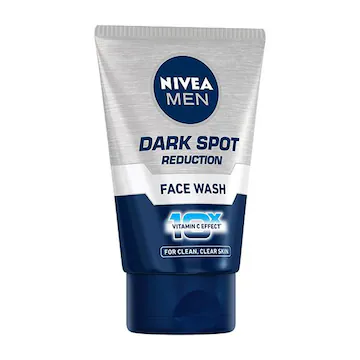 NIVEA
MEN
DARK SPOT
REDUCTION
FACE WASH
10X
VITAMIN C EFFECT*
FOR CLEAN, CLEAR SKIN